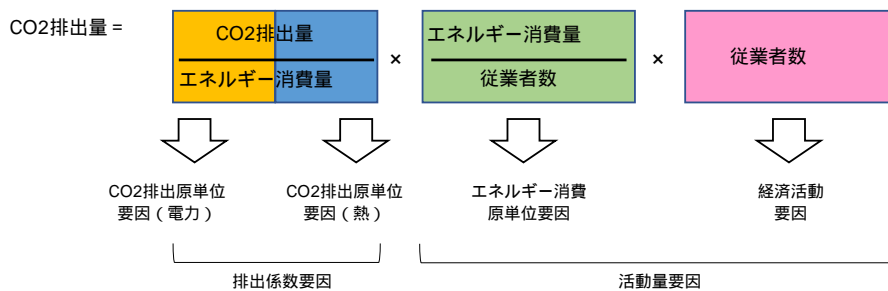 CO2排出量 =
CO2排出量
エネルギー消費量
×
エネルギー消費量
従業者数
×
従業者数
CO2排出原単位
要因(電力)
CO2排出原単位
要因(熱)
エネルギー消費
原単位要因
経済活動
要因
排出係数要因
活動量要因